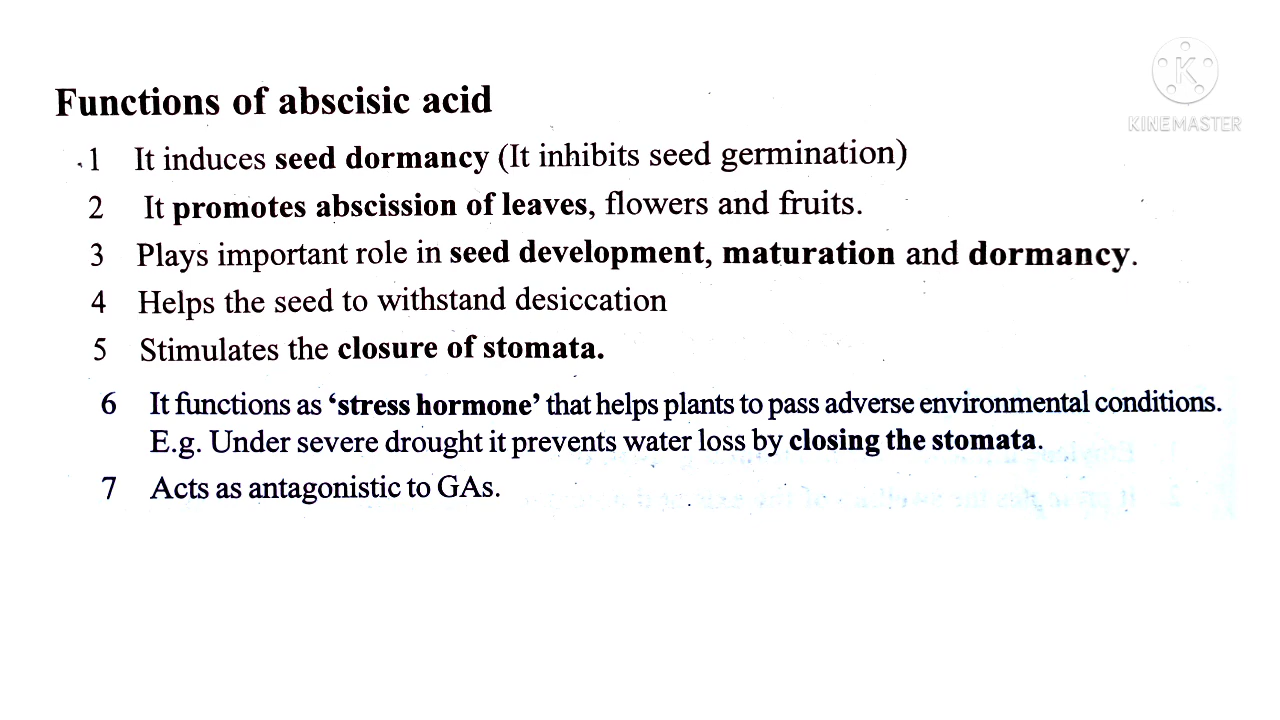 K
KINEMASTER
Functions of abscisic acid
1 It induces seed dormancy (It inhibits seed germination)
2 It promotes abscission of leaves, flowers and fruits.
3 Plays important role in seed development, maturation and dormancy.
4 Helps the seed to withstand desiccation
5 Stimulates the closure of stomata.
6 It functions as ‘stress hormone’ that helps plants to pass adverse environmental conditions.
E.g. Under severe drought it prevents water loss by closing the stomata.
7 Acts as antagonistic to GAs.